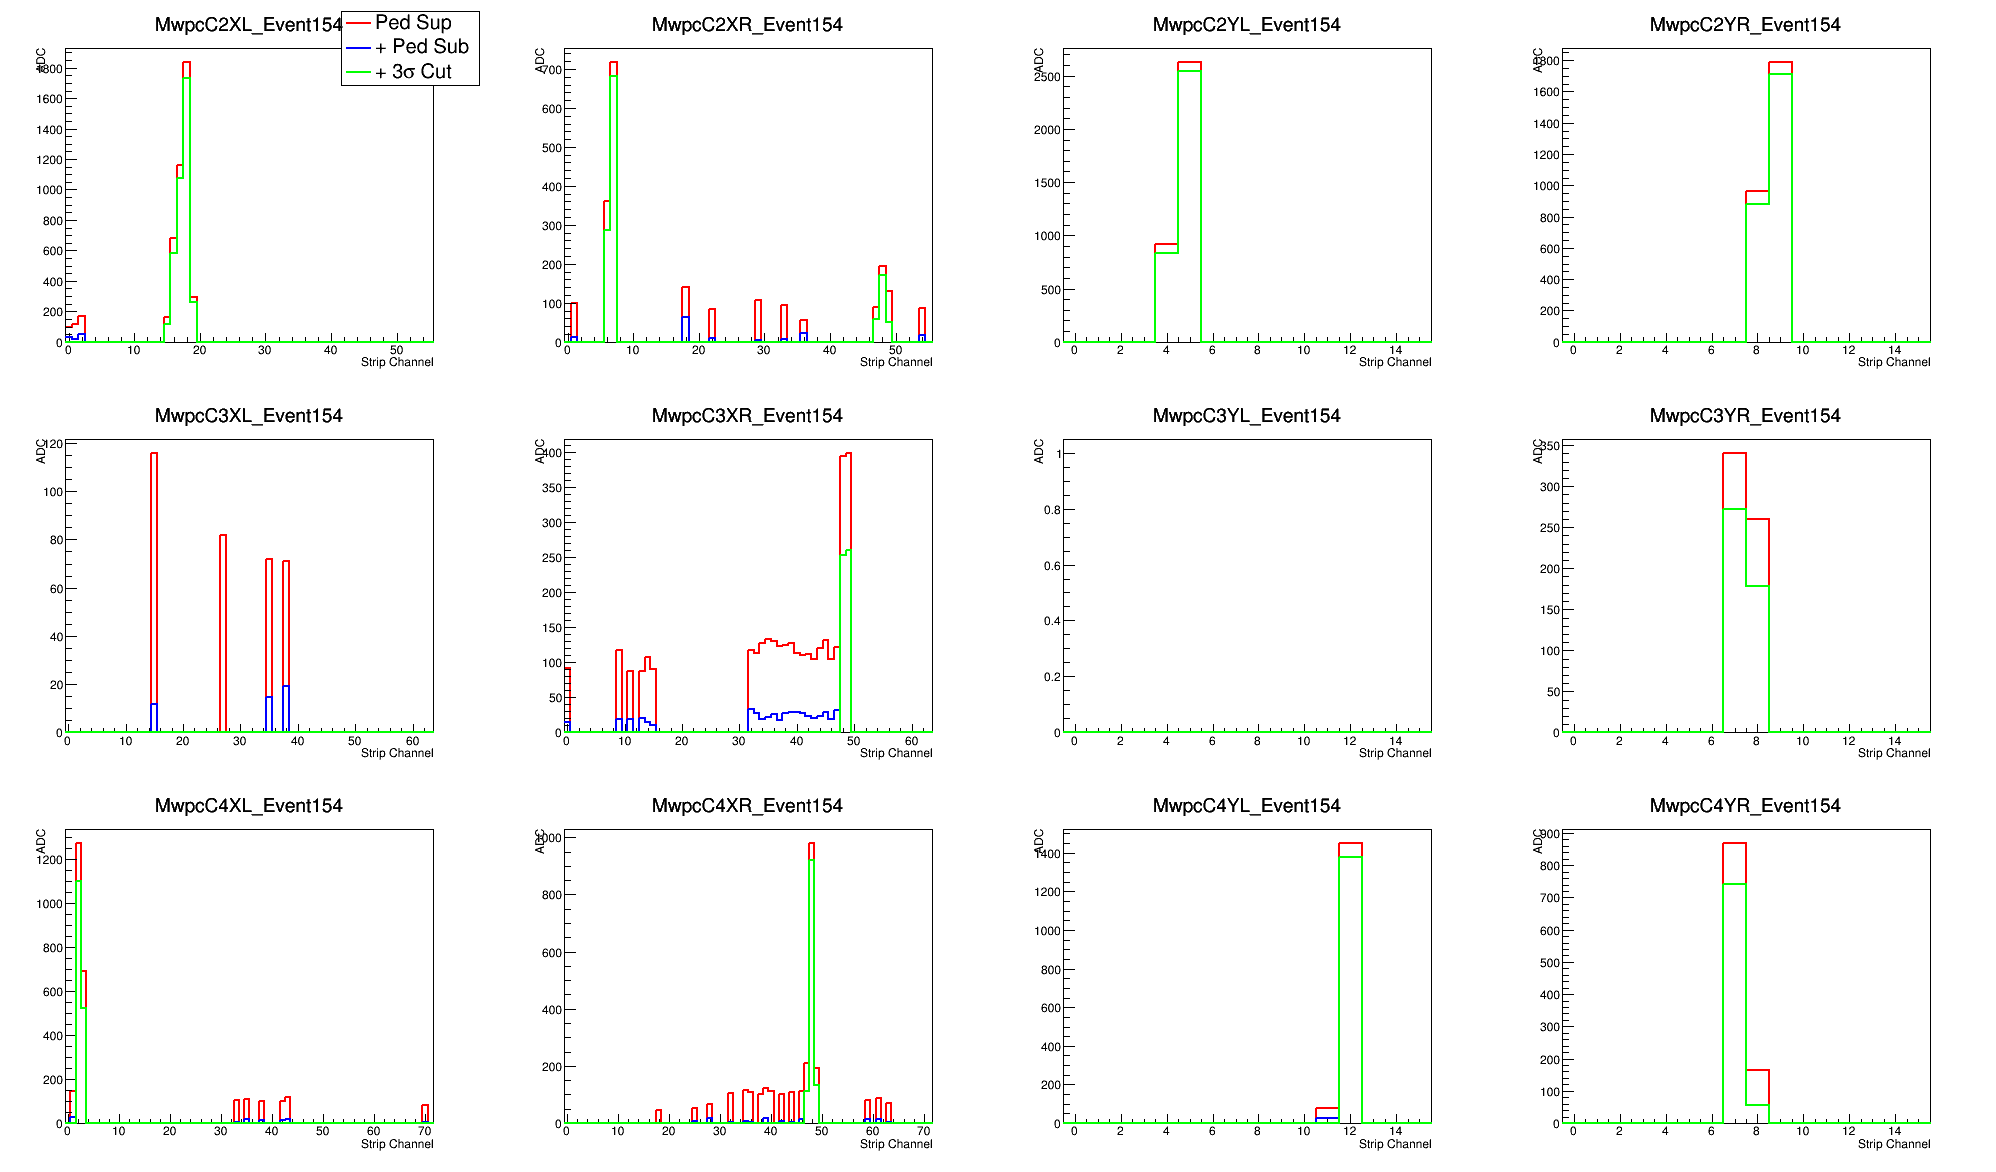 MwpcC2XL_Event154
Ped Sup
+ Ped Sub
+ 3σ Cut
ADC
1800
1600
1400
1200
1000
800
600
400
200
0
0 10 20 30 40 50
Strip Channel
MwpcC2XR_Event154
ADC
700
600
500
400
300
200
100
0
0 10 20 30 40 50
Strip Channel
MwpcC2YL_Event154
ADC
2500
2000
1500
1000
500
0
0 2 4 6 8 10 12 14
Strip Channel
MwpcC2YR_Event154
ADC
1800
1600
1400
1200
1000
800
600
400
200
0
0 2 4 6 8 10 12 14
Strip Channel
MwpcC3XL_Event154
ADC
120
100
80
60
40
20
0
0 10 20 30 40 50 60
Strip Channel
MwpcC3XR_Event154
ADC
400
350
300
250
200
150
100
50
0
0 10 20 30 40 50 60
Strip Channel
MwpcC3YL_Event154
ADC
1
0.8
0.6
0.4
0.2
0
0 2 4 6 8 10 12 14
Strip Channel
MwpcC3YR_Event154
ADC
350
300
250
200
150
100
50
0
0 2 4 6 8 10 12 14
Strip Channel
MwpcC4XL_Event154
ADC
1200
1000
800
600
400
200
0
0 10 20 30 40 50 60 70
Strip Channel
MwpcC4XR_Event154
ADC
1000
800
600
400
200
0
0 10 20 30 40 50 60 70
Strip Channel
MwpcC4YL_Event154
ADC
1400
1200
1000
800
600
400
200
0
0 2 4 6 8 10 12 14
Strip Channel
MwpcC4YR_Event154
ADC
900
800
700
600
500
400
300
200
100
0
0 2 4 6 8 10 12 14
Strip Channel